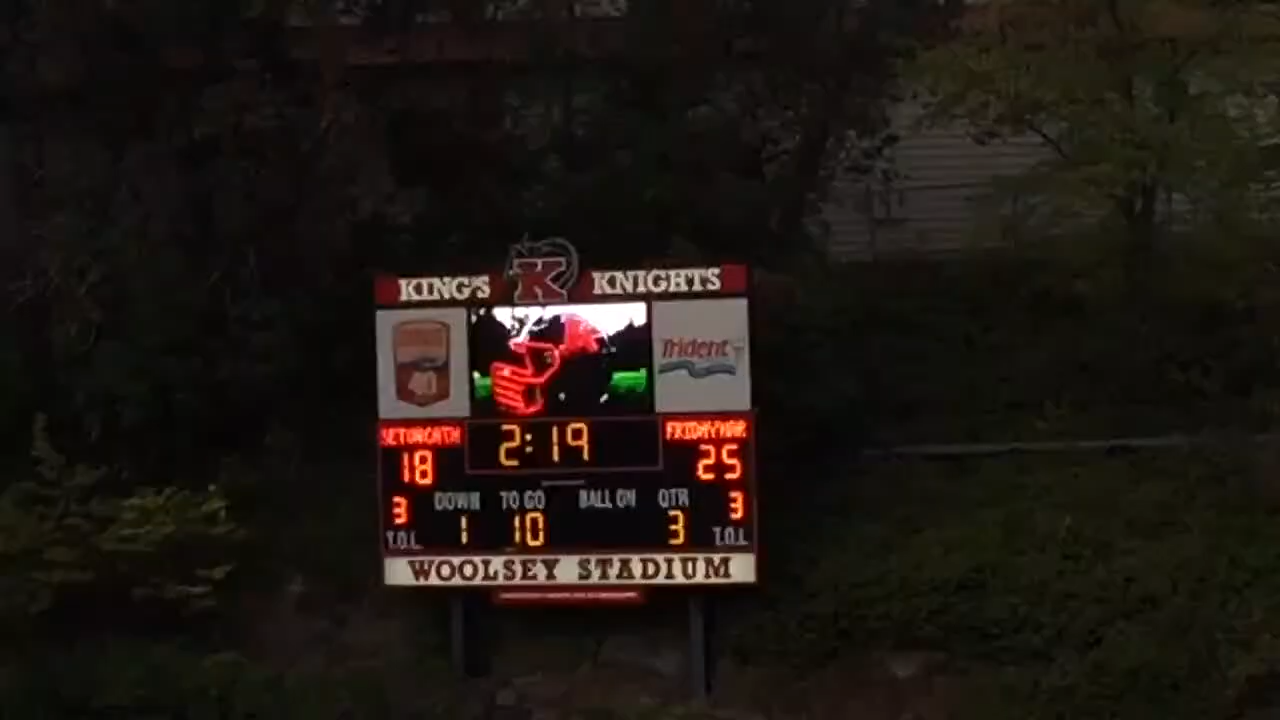 KING'S K KNIGHTS
Trident
2:19
18 25
DOWN TO GO BALL ON QTR
3 1 10 3 3
T.O.L T.O.L
WOOLSEY STADIUM